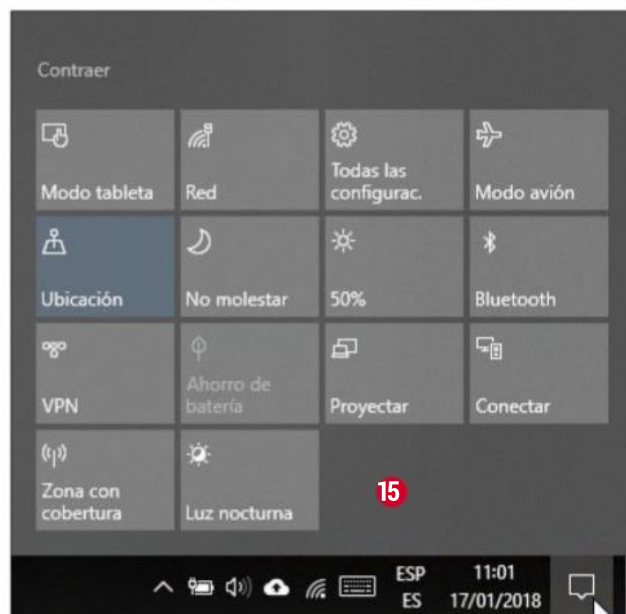 Contraer
Modo tableta
Red
Todas las
configurac.
Modo avión
Ubicación
No molestar
50%
Bluetooth
VPN
Ahorro de
batería
Proyectar
Conectar
Zona con
cobertura
Luz nocturna
15
ESP
ES
11:01
17/01/2018